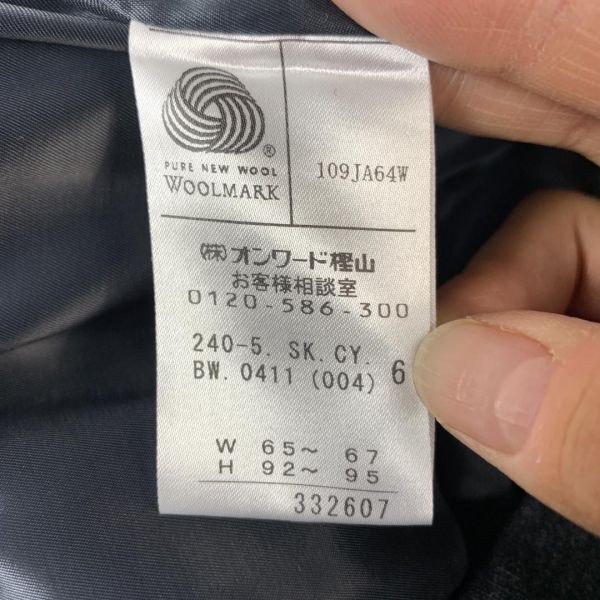 ®
PURE NEW WOOL
WOOLMARK
109JA64W
㈱オンワード樫山
お客様相談室
0120-586-300
240-5. SK. CY. 6
BW. 0411 (004)
W 65～ 67
H 92～ 95
332607